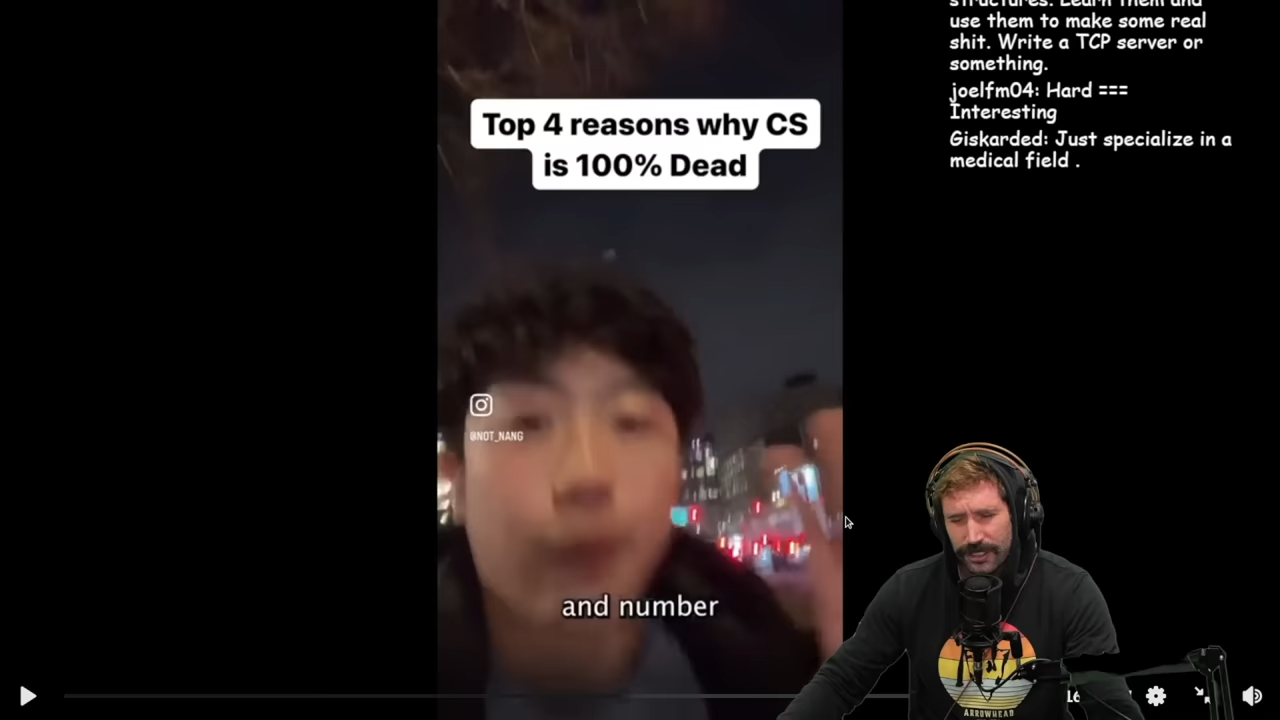 structures. Learn them and
use them to make some real
shit. Write a TCP server or
something.
joelfm04: Hard ===
Interesting
Giskarded: Just specialize in a
medical field .
Top 4 reasons why CS
is 100% Dead
@NOT_NANG
and number
ARROWHEAD